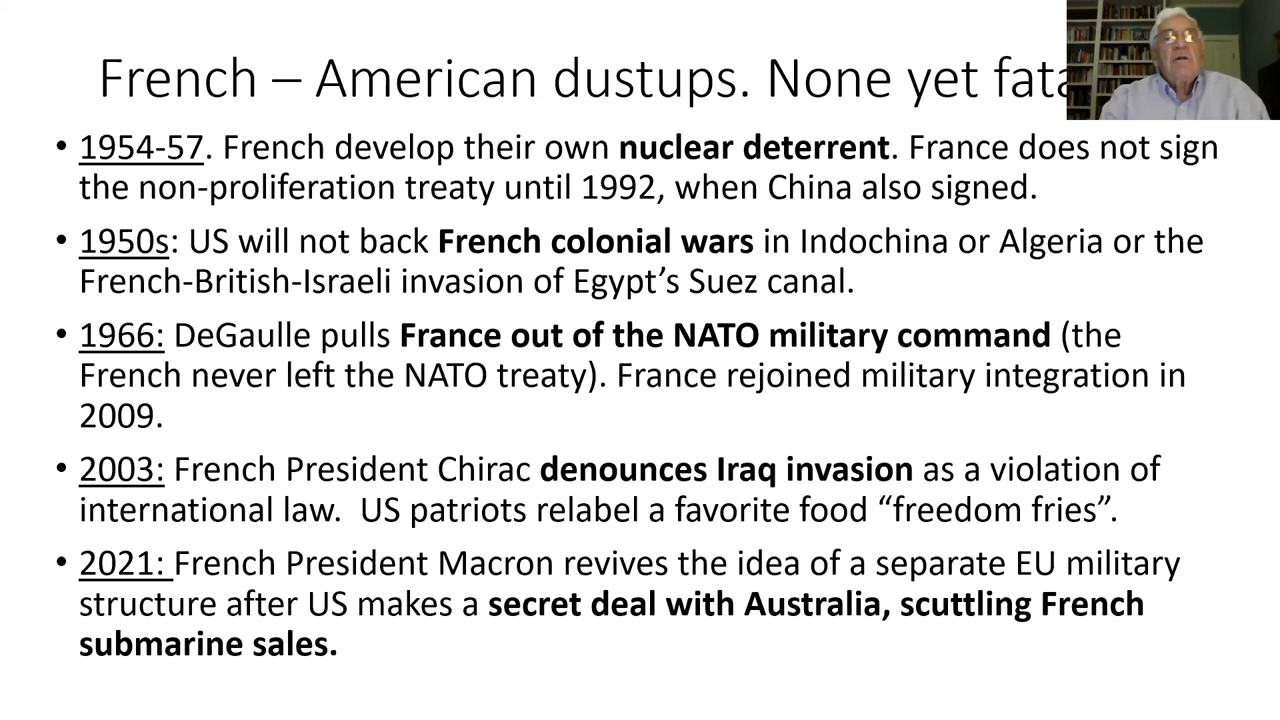 French – American dustups. None yet fata
• 1954-57. French develop their own nuclear deterrent. France does not sign
the non-proliferation treaty until 1992, when China also signed.
• 1950s: US will not back French colonial wars in Indochina or Algeria or the
French-British-Israeli invasion of Egypt’s Suez canal.
• 1966: DeGaulle pulls France out of the NATO military command (the
French never left the NATO treaty). France rejoined military integration in
2009.
• 2003: French President Chirac denounces Iraq invasion as a violation of
international law.  US patriots relabel a favorite food “freedom fries”.
• 2021: French President Macron revives the idea of a separate EU military
structure after US makes a secret deal with Australia, scuttling French
submarine sales.